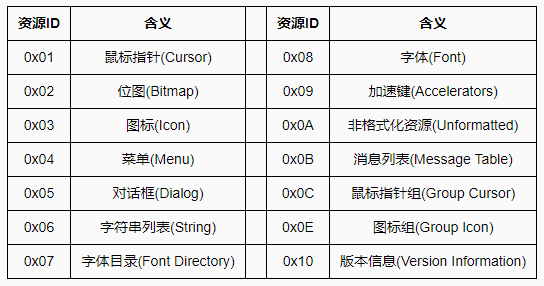 资源ID 含义 资源ID 含义
0x01 鼠标指针(Cursor) 0x08 字体(Font)
0x02 位图(Bitmap) 0x09 加速键(Accelerators)
0x03 图标(Icon) 0x0A 非格式化资源(Unformatted)
0x04 菜单(Menu) 0x0B 消息列表(Message Table)
0x05 对话框(Dialog) 0x0C 鼠标指针组(Group Cursor)
0x06 字符串列表(String) 0x0E 图标组(Group Icon)
0x07 字体目录(Font Directory) 0x10 版本信息(Version Information)